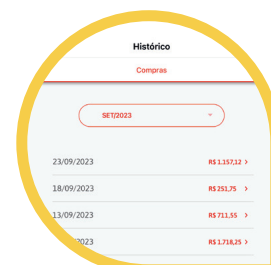 Histórico
Compras
SET/2023
23/09/2023 R$ 1.157,12 >
18/09/2023 R$ 251,75 >
13/09/2023 R$ 711,55 >
/2023 R$ 1.718,25 >